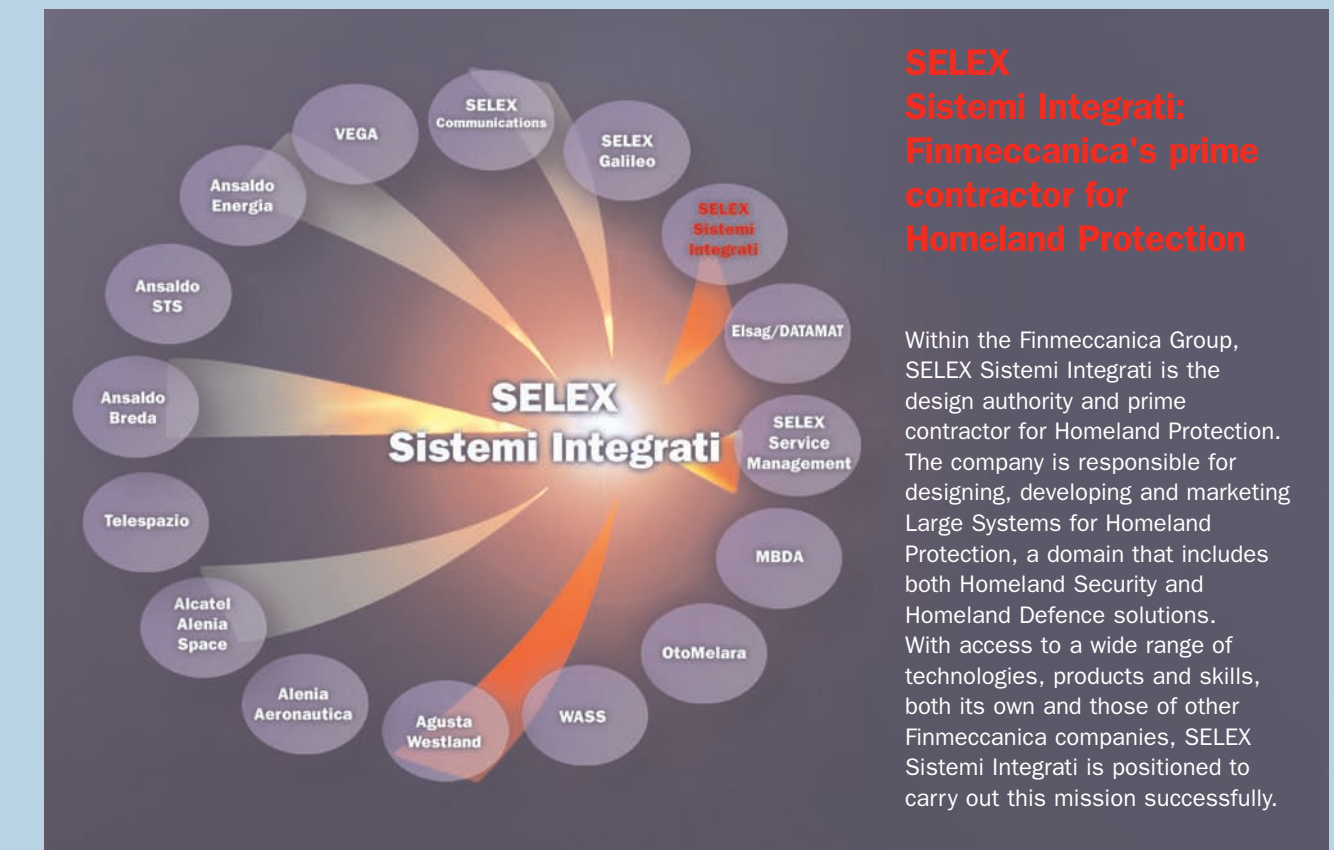 SELEX
Communications
VEGA
SELEX
Galileo
Ansaldo
Energia
SELEX
Sistemi
Integrati
Ansaldo
STS
Elsag/DATAMAT
Ansaldo
Breda
SELEX
Sistemi Integrati
SELEX
Service
Management
Telespazio
MBDA
Alcatel
Alenia
Space
OtoMelara
Alenia
Aeronautica
Agusta
Westland
WASS
SELEX
Sistemi Integrati:
Finmeccanica's prime
contractor for
Homeland Protection
Within the Finmeccanica Group,
SELEX Sistemi Integrati is the
design authority and prime
contractor for Homeland Protection.
The company is responsible for
designing, developing and marketing
Large Systems for Homeland
Protection, a domain that includes
both Homeland Security and
Homeland Defence solutions.
With access to a wide range of
technologies, products and skills,
both its own and those of other
Finmeccanica companies, SELEX
Sistemi Integrati is positioned to
carry out this mission successfully.